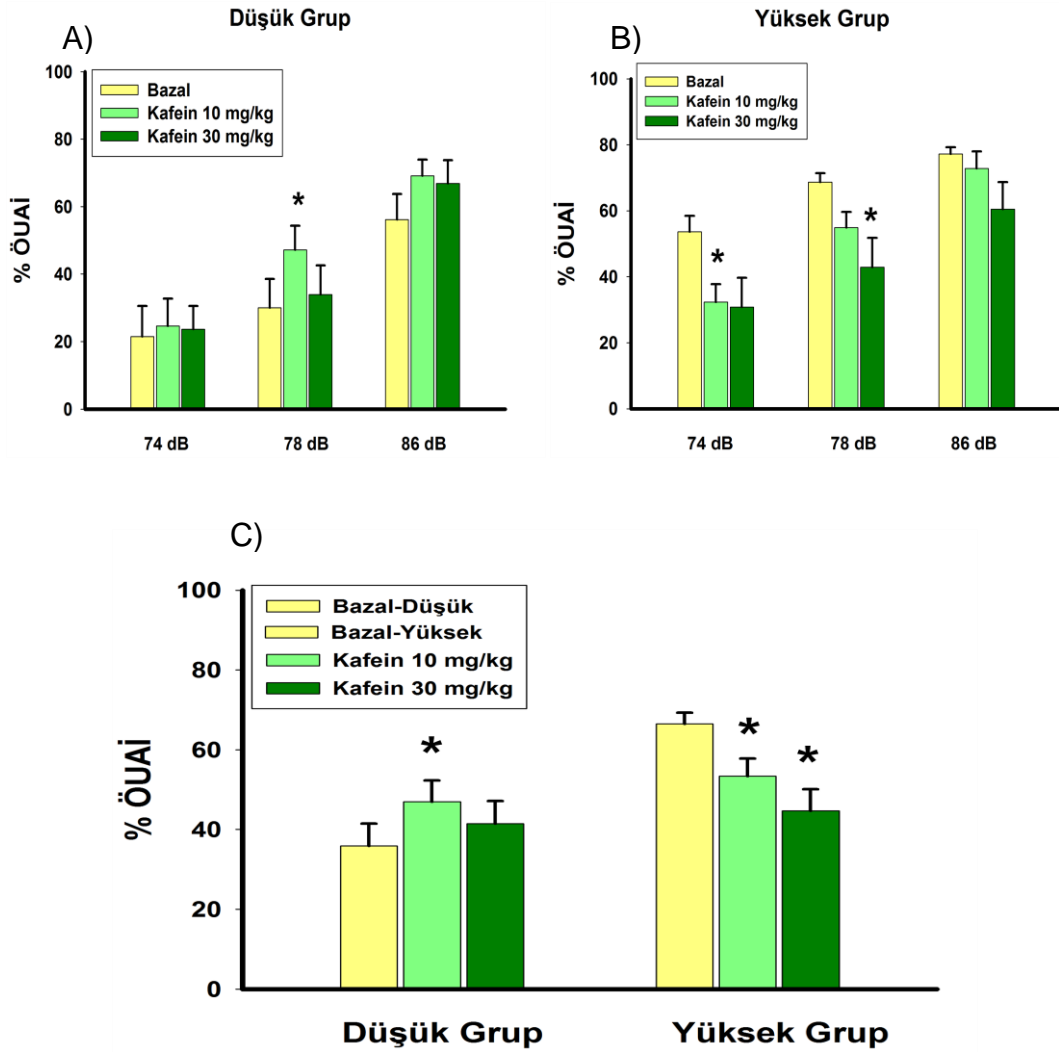 A)
Düşük Grup
% ÖUAİ
100
80
60
40
20
0
Bazal
Kafein 10 mg/kg
Kafein 30 mg/kg
*
74 dB
78 dB
86 dB
B)
Yüksek Grup
% ÖUAİ
100
80
60
40
20
0
Bazal
Kafein 10 mg/kg
Kafein 30 mg/kg
*
*
74 dB
78 dB
86 dB
C)
% ÖUAİ
100
80
60
40
20
0
Bazal-Düşük
Bazal-Yüksek
Kafein 10 mg/kg
Kafein 30 mg/kg
*
*
*
Düşük Grup
Yüksek Grup